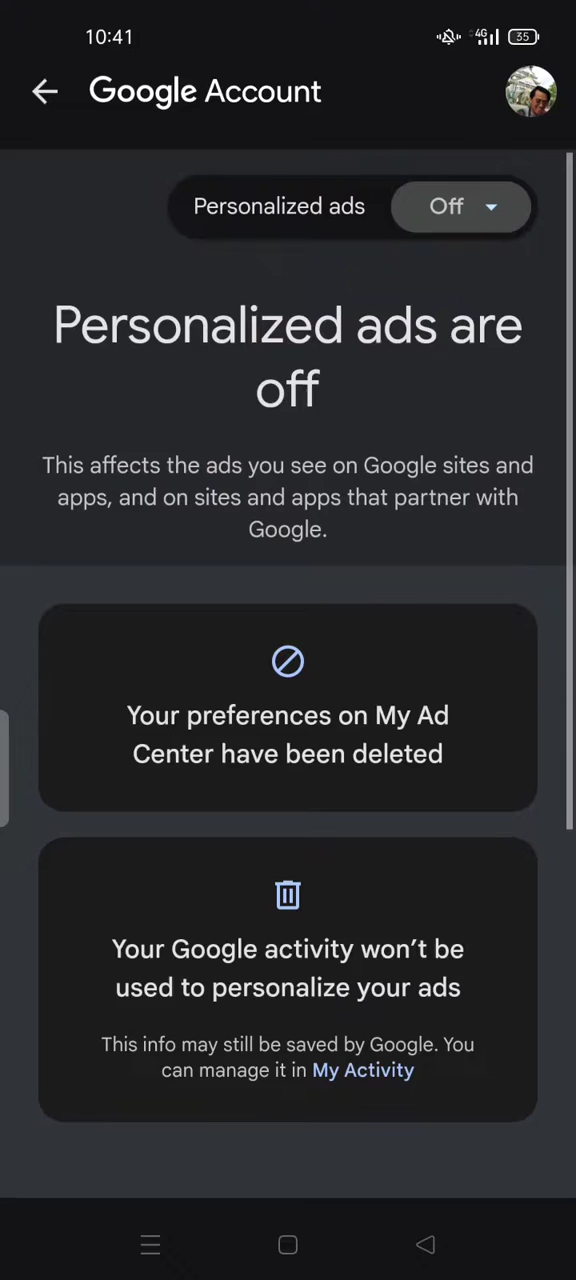 10:41
4G
35
Google Account
Personalized ads
Off
Personalized ads are
off
This affects the ads you see on Google sites and
apps, and on sites and apps that partner with
Google.
Your preferences on My Ad
Center have been deleted
Your Google activity won’t be
used to personalize your ads
This info may still be saved by Google. You
can manage it in My Activity